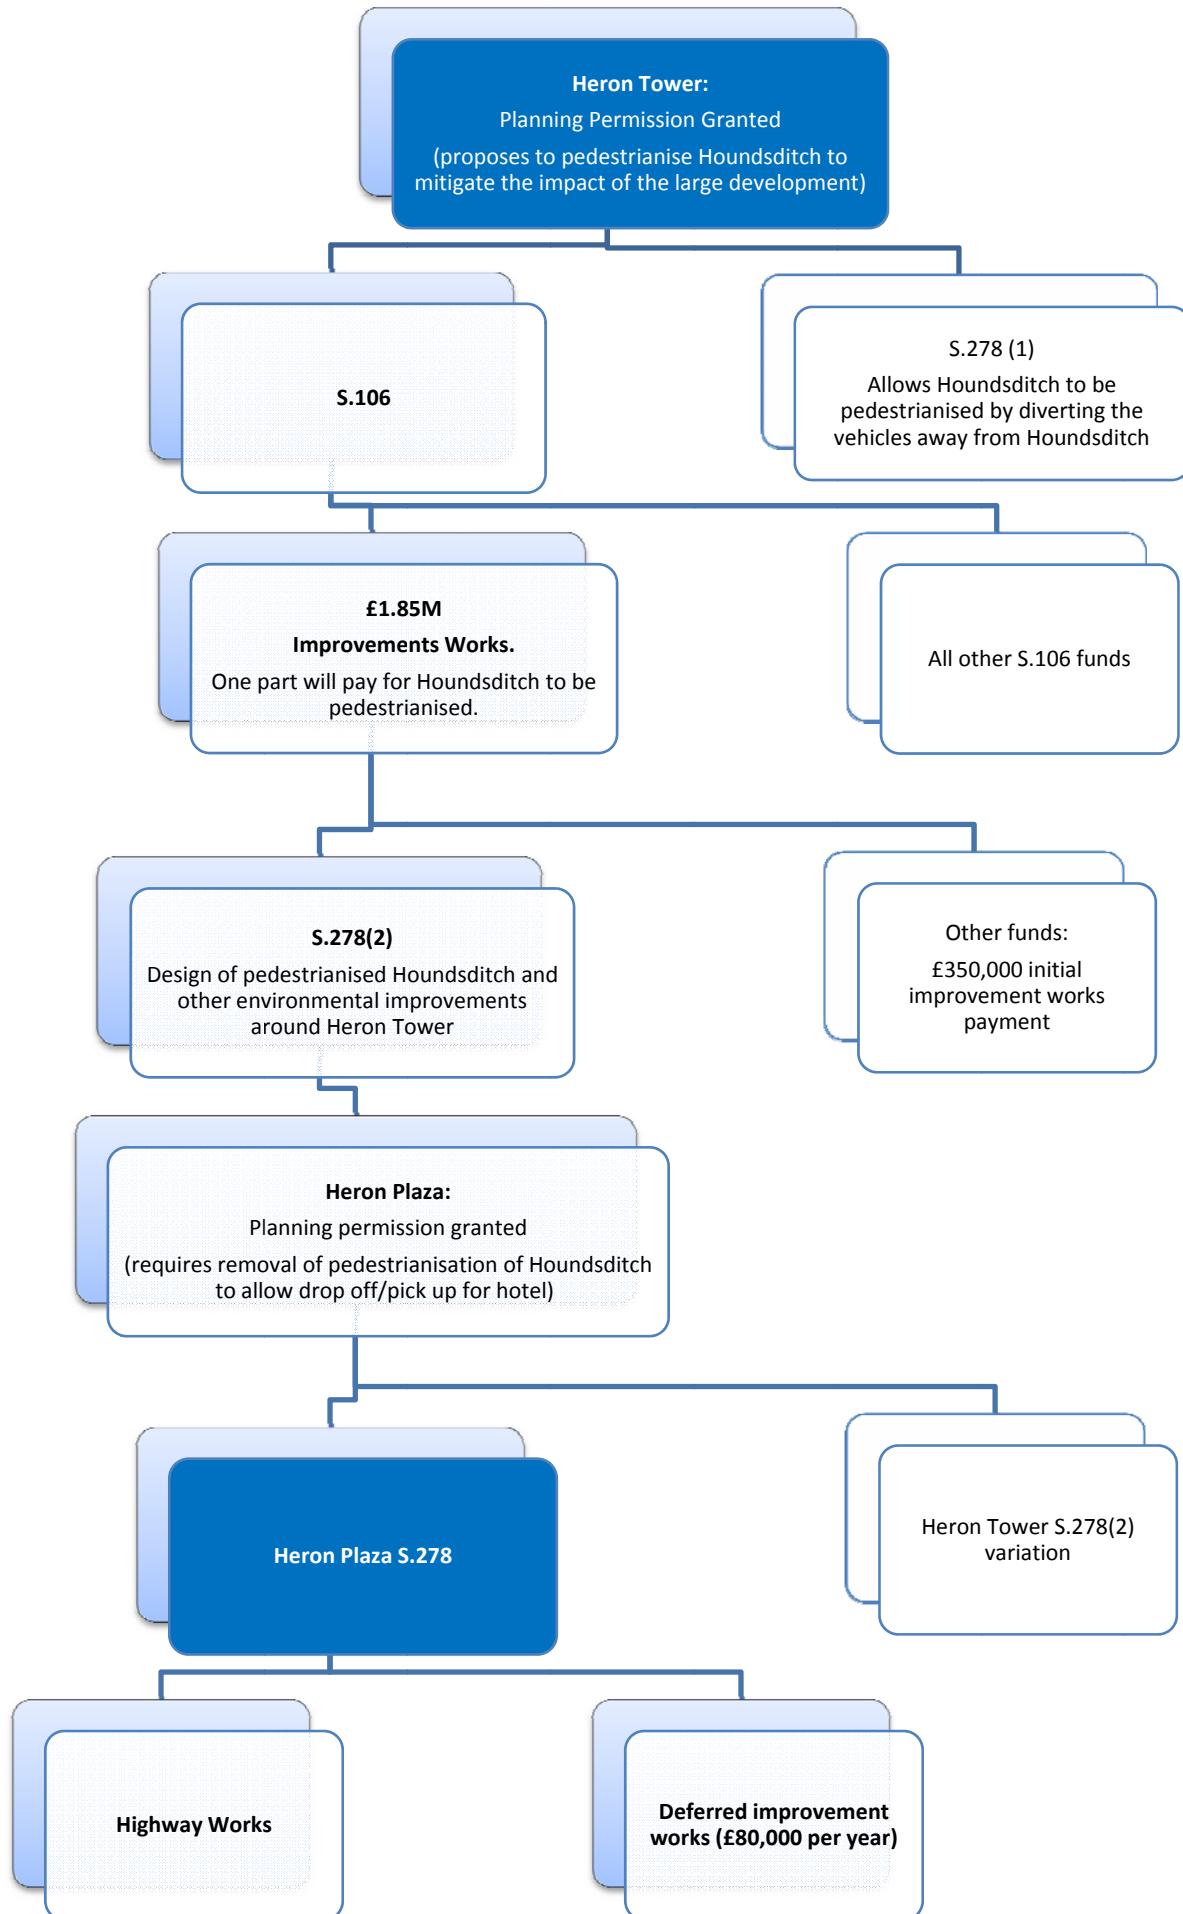 Heron Tower:
Planning Permission Granted
(proposes to pedestrianise Houndsditch to
mitigate the impact of the large development)
S.106
S.278 (1)
Allows Houndsditch to be
pedestrianised by diverting the
vehicles away from Houndsditch
£1.85M
Improvements Works.
One part will pay for Houndsditch to be
pedestrianised.
All other S.106 funds
S.278(2)
Design of pedestrianised Houndsditch and
other environmental improvements
around Heron Tower
Other funds:
£350,000 initial
improvement works
payment
Heron Plaza:
Planning permission granted
(requires removal of pedestrianisation of Houndsditch
to allow drop off/pick up for hotel)
Heron Plaza S.278
Heron Tower S.278(2)
variation
Highway Works
Deferred improvement
works (£80,000 per year)